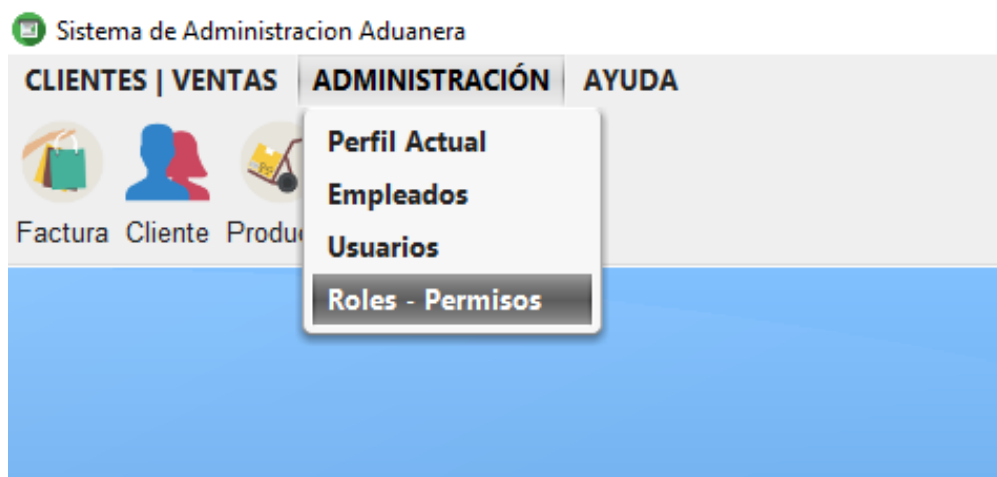 Sistema de Administracion Aduanera
CLIENTES | VENTAS ADMINISTRACIÓN AYUDA
Perfil Actual
Empleados
Usuarios
Roles - Permisos
Factura Cliente